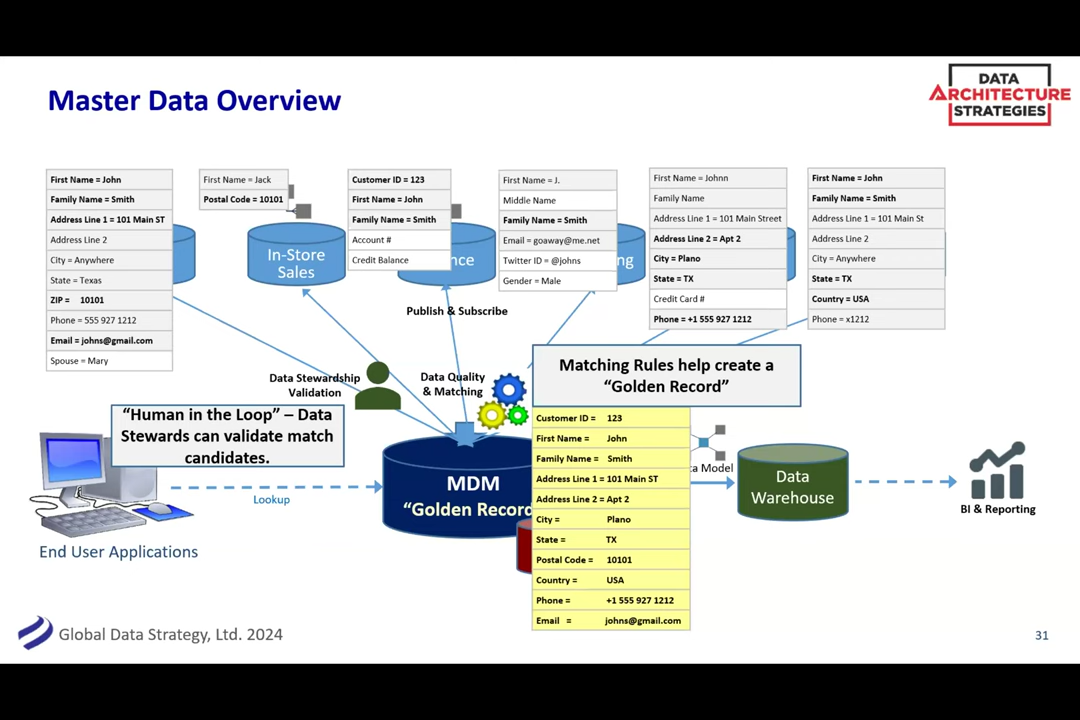 Master Data Overview
DATA
ARCHITECTURE
STRATEGIES
First Name = John
Family Name = Smith
Address Line 1 = 101 Main ST
Address Line 2
City = Anywhere
State = Texas
ZIP = 10101
Phone = 555 927 1212
Email = johns@gmail.com
Spouse = Mary
First Name = Jack
Postal Code = 10101
In-Store
Sales
Customer ID = 123
First Name = John
Family Name = Smith
Account #
Credit Balance
nce
First Name = J.
Middle Name
Family Name = Smith
Email = goaway@me.net
Twitter ID = @johns
Gender = Male
ng
First Name = Johnn
Family Name
Address Line 1 = 101 Main Street
Address Line 2 = Apt 2
City = Plano
State = TX
Credit Card #
Phone = +1 555 927 1212
First Name = John
Family Name = Smith
Address Line 1 = 101 Main St
Address Line 2
City = Anywhere
State = TX
Country = USA
Phone = x1212
Publish & Subscribe
Data Stewardship
Validation
Data Quality
& Matching
Matching Rules help create a
“Golden Record”
“Human in the Loop” – Data
Stewards can validate match
candidates.
Lookup
End User Applications
MDM
“Golden Record
Customer ID = 123
First Name = John
Family Name = Smith
Address Line 1 = 101 Main ST
Address Line 2 = Apt 2
City = Plano
State = TX
Postal Code = 10101
Country = USA
Phone = +1 555 927 1212
Email = johns@gmail.com
ta Model
Data
Warehouse
BI & Reporting
Global Data Strategy, Ltd. 2024
31